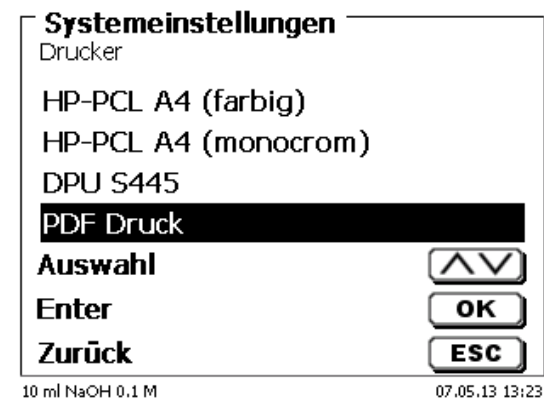 Systemeinstellungen
Drucker
HP-PCL A4 (farbig)
HP-PCL A4 (monocrom)
DPU S445
PDF Druck
Auswahl
Enter OK
Zurück ESC
10 ml NaOH 0.1 M 07.05.13 13:23